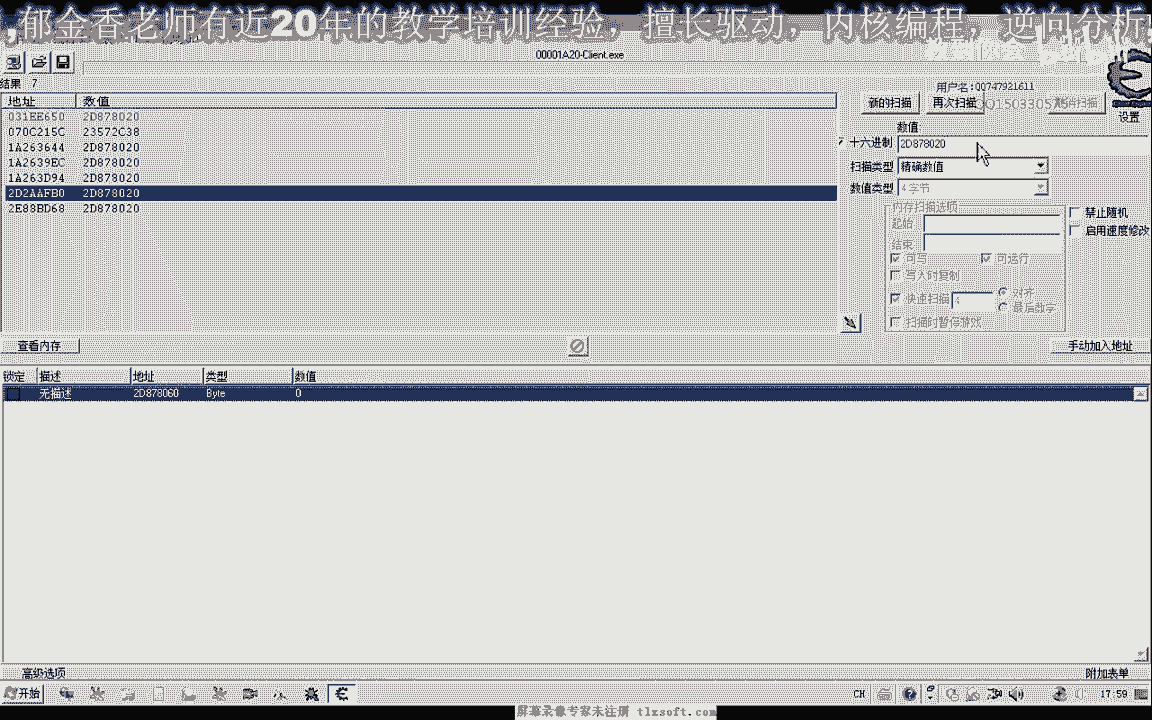 ,郁金香老师有近20年的教学培训经验，擅长驱动，内核编程，逆向分析
00001A20-Client.exe
结果 7
用户名:QQ747921611
新的扫描 再次扫描
设置
地址 数值
031EE650 2D878020
070C215C 23572C38
1A263644 2D878020
1A2639EC 2D878020
1A263D94 2D878020
2D2AAFB0 2D878020
2E88BD68 2D878020
数值:
十六进制 2D878020
扫描类型 精确数值
数值类型 4 字节
内存扫描选项
起始
结束
可写 可运行
写入时复制
快速扫描 4 对齐
最后数字
扫描时暂停游戏
禁止随机
启用速度修改
查看内存
手动加入地址
锁定 描述 地址 类型 数值
无描述 2D878060 Byte 0
高级选项 附加表单
开始 CH 17:59
屏幕录像专家未注册 tlxsoft.com